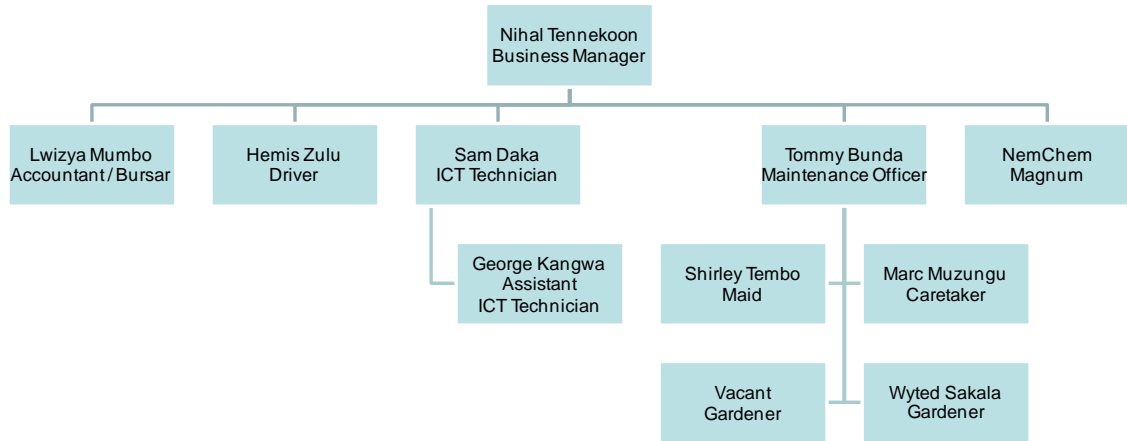 Nihal Tennekoon
Business Manager
Lwizya Mumbo
Accountant / Bursar
Hemis Zulu
Driver
Sam Daka
ICT Technician
Tommy Bunda
Maintenance Officer
NemChem
Magnum
George Kangwa
Assistant
ICT Technician
Shirley Tembo
Maid
Marc Muzungu
Caretaker
Vacant
Gardener
Wyted Sakala
Gardener